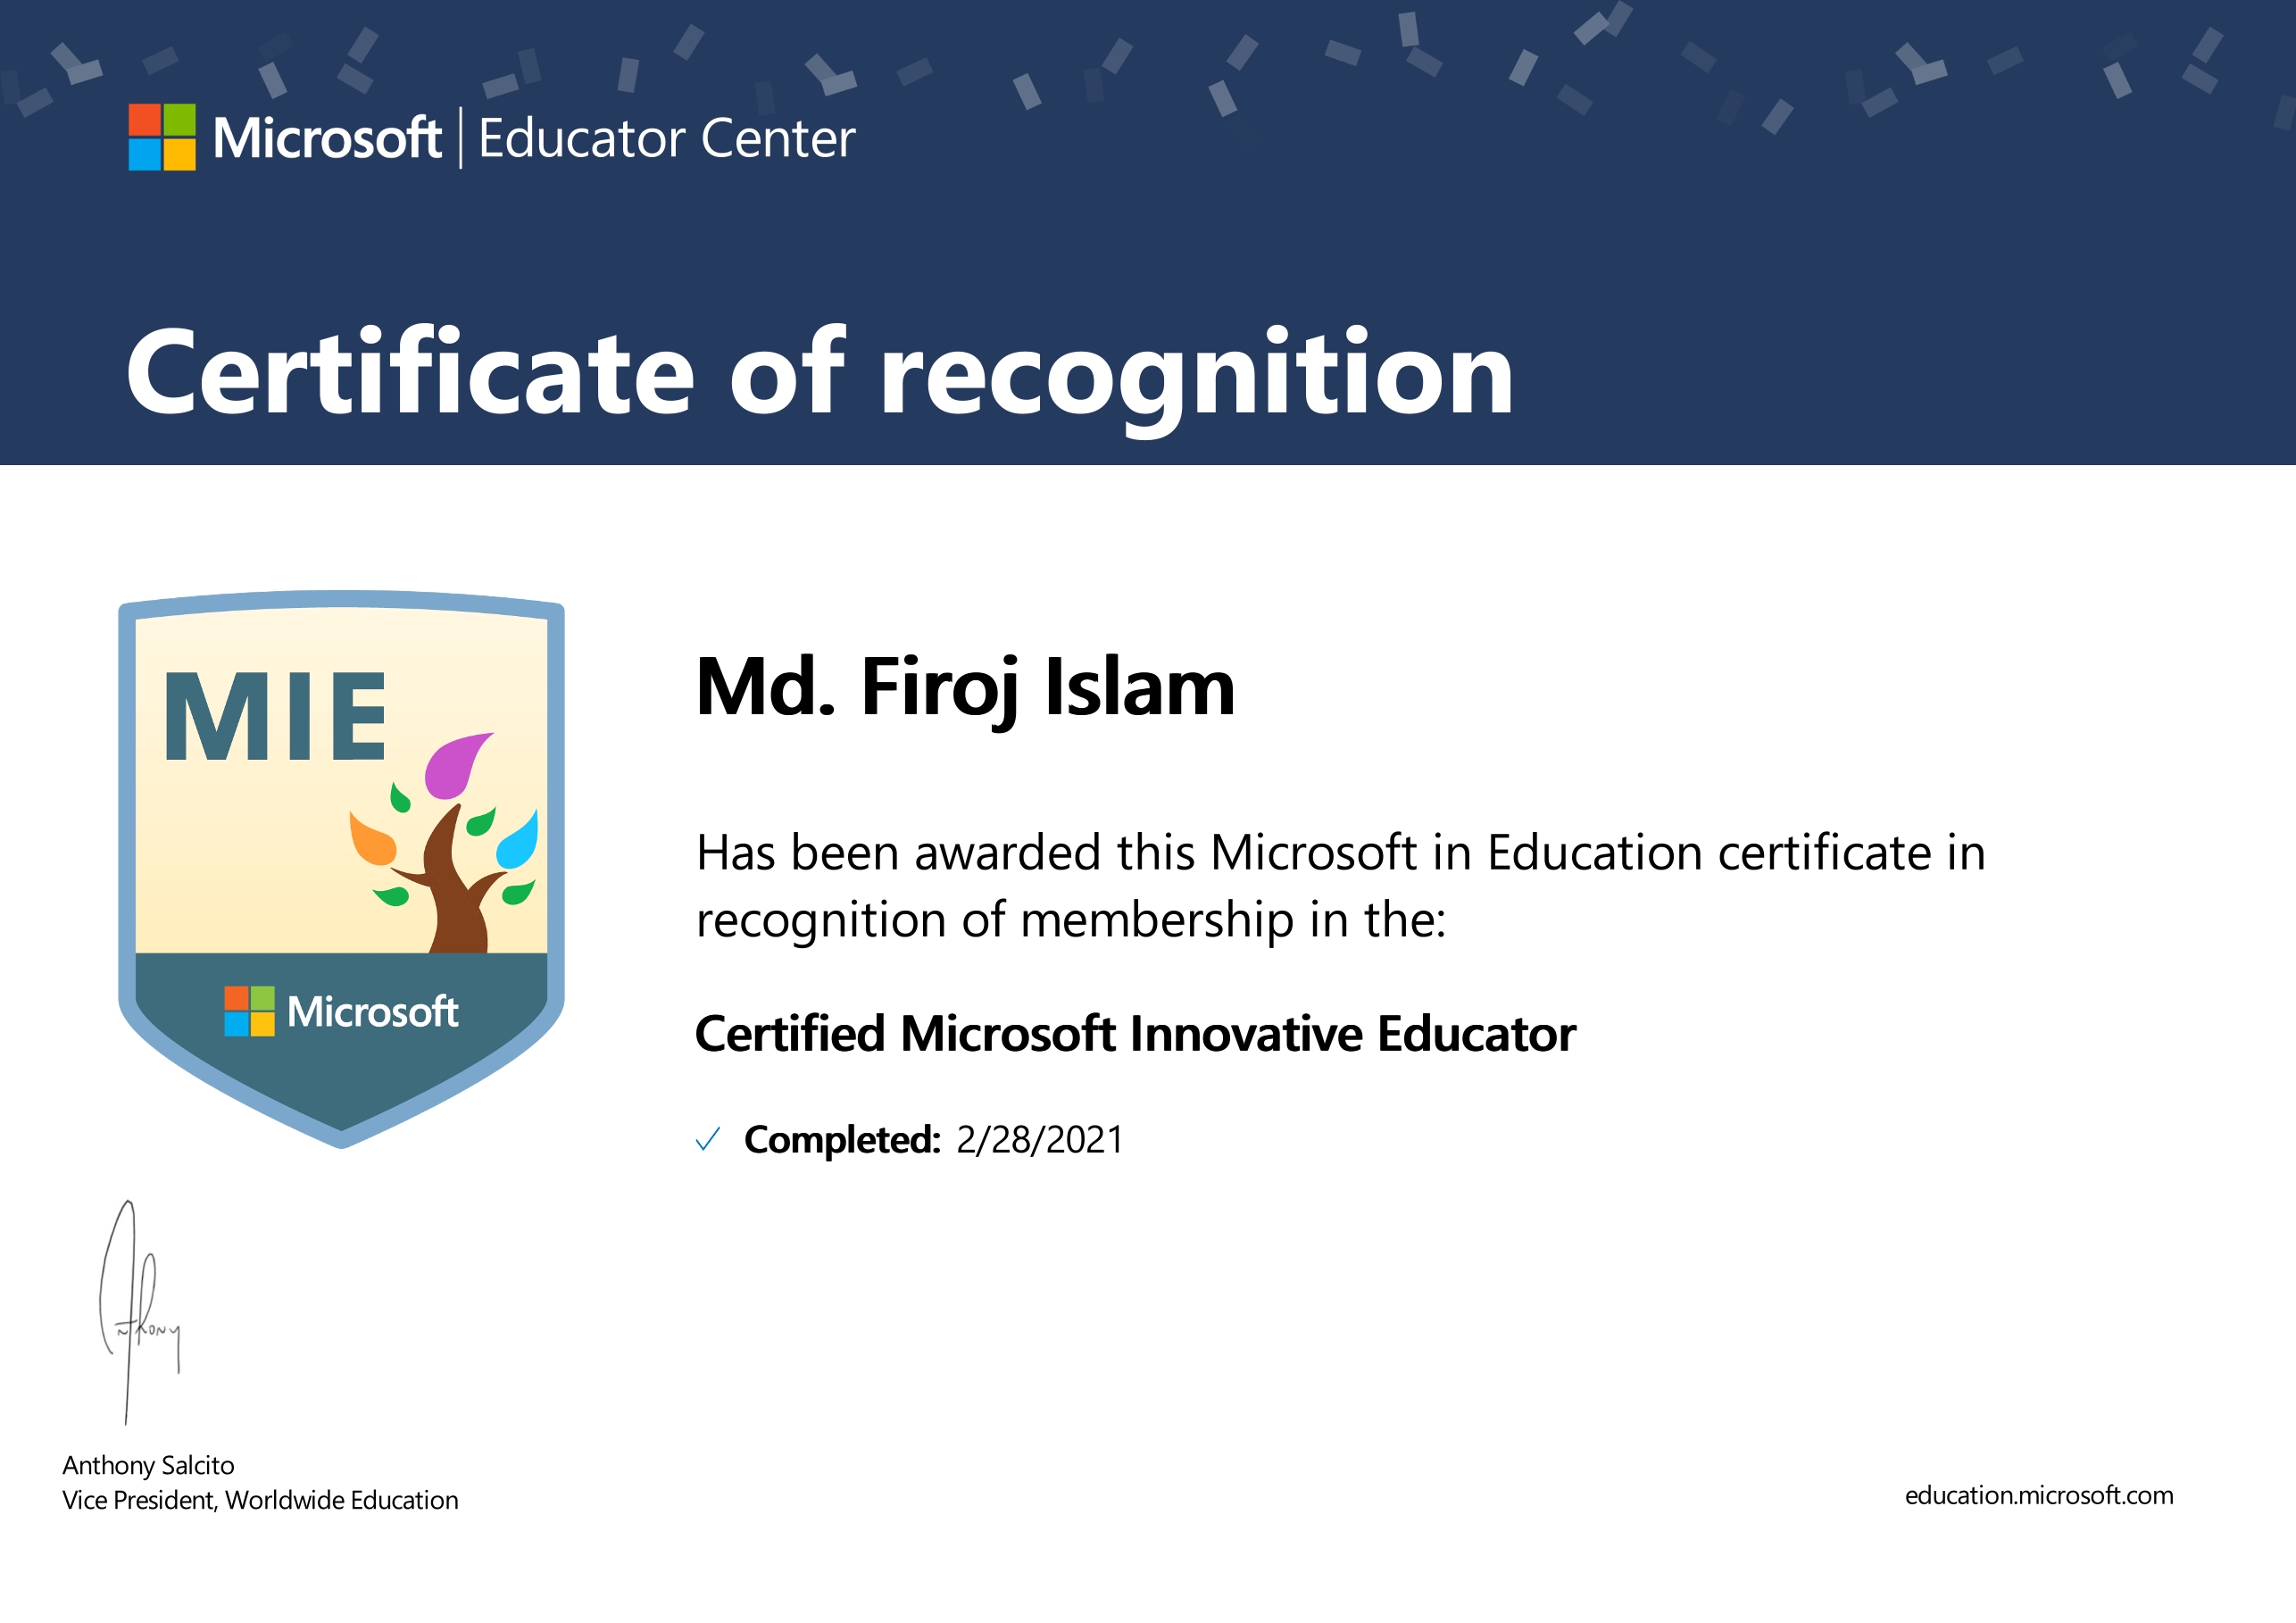 Microsoft | Educator Center
Certificate of recognition
MIE
Microsoft
Md. Firoj Islam
Has been awarded this Microsoft in Education certificate in
recognition of membership in the:
Certified Microsoft Innovative Educator
Completed: 2/28/2021
Anthony
Anthony Salcito
Vice President, Worldwide Education
education.microsoft.com